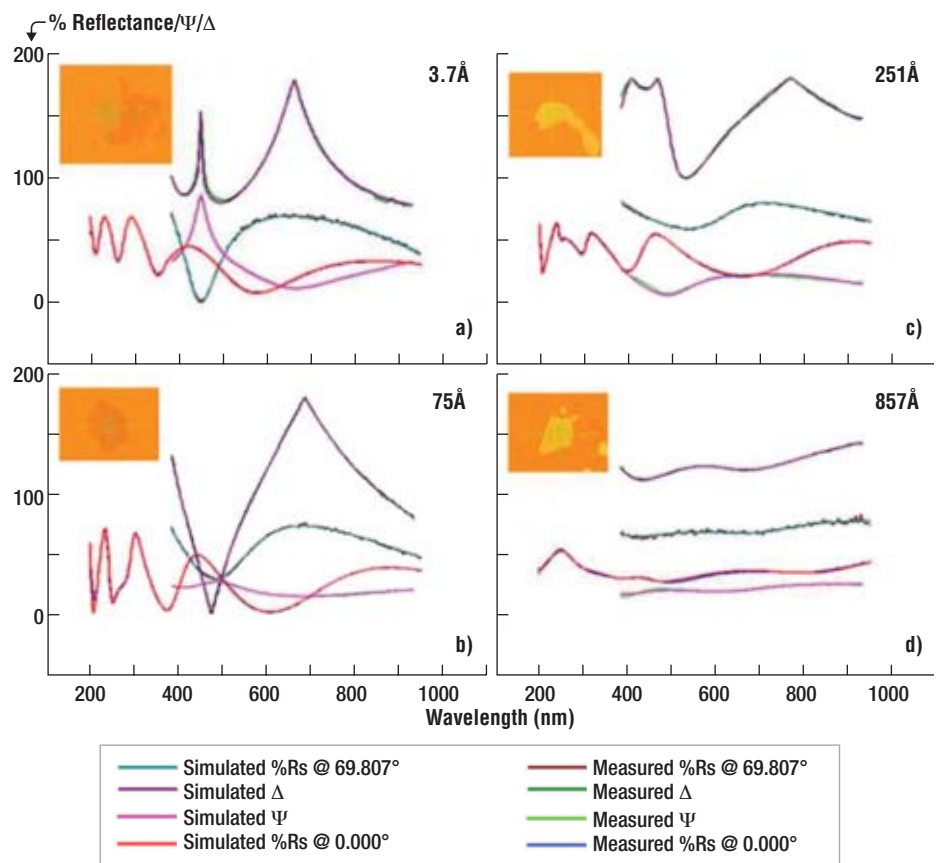 % Reflectance/Ψ/Δ
200
100
0
3.7Å
a)
251Å
c)
200
100
0
75Å
b)
857Å
d)
200 400 600 800 1000
200 400 600 800 1000
Wavelength (nm)
Simulated %Rs @ 69.807°
Simulated Δ
Simulated Ψ
Simulated %Rs @ 0.000°
Measured %Rs @ 69.807°
Measured Δ
Measured Ψ
Measured %Rs @ 0.000°